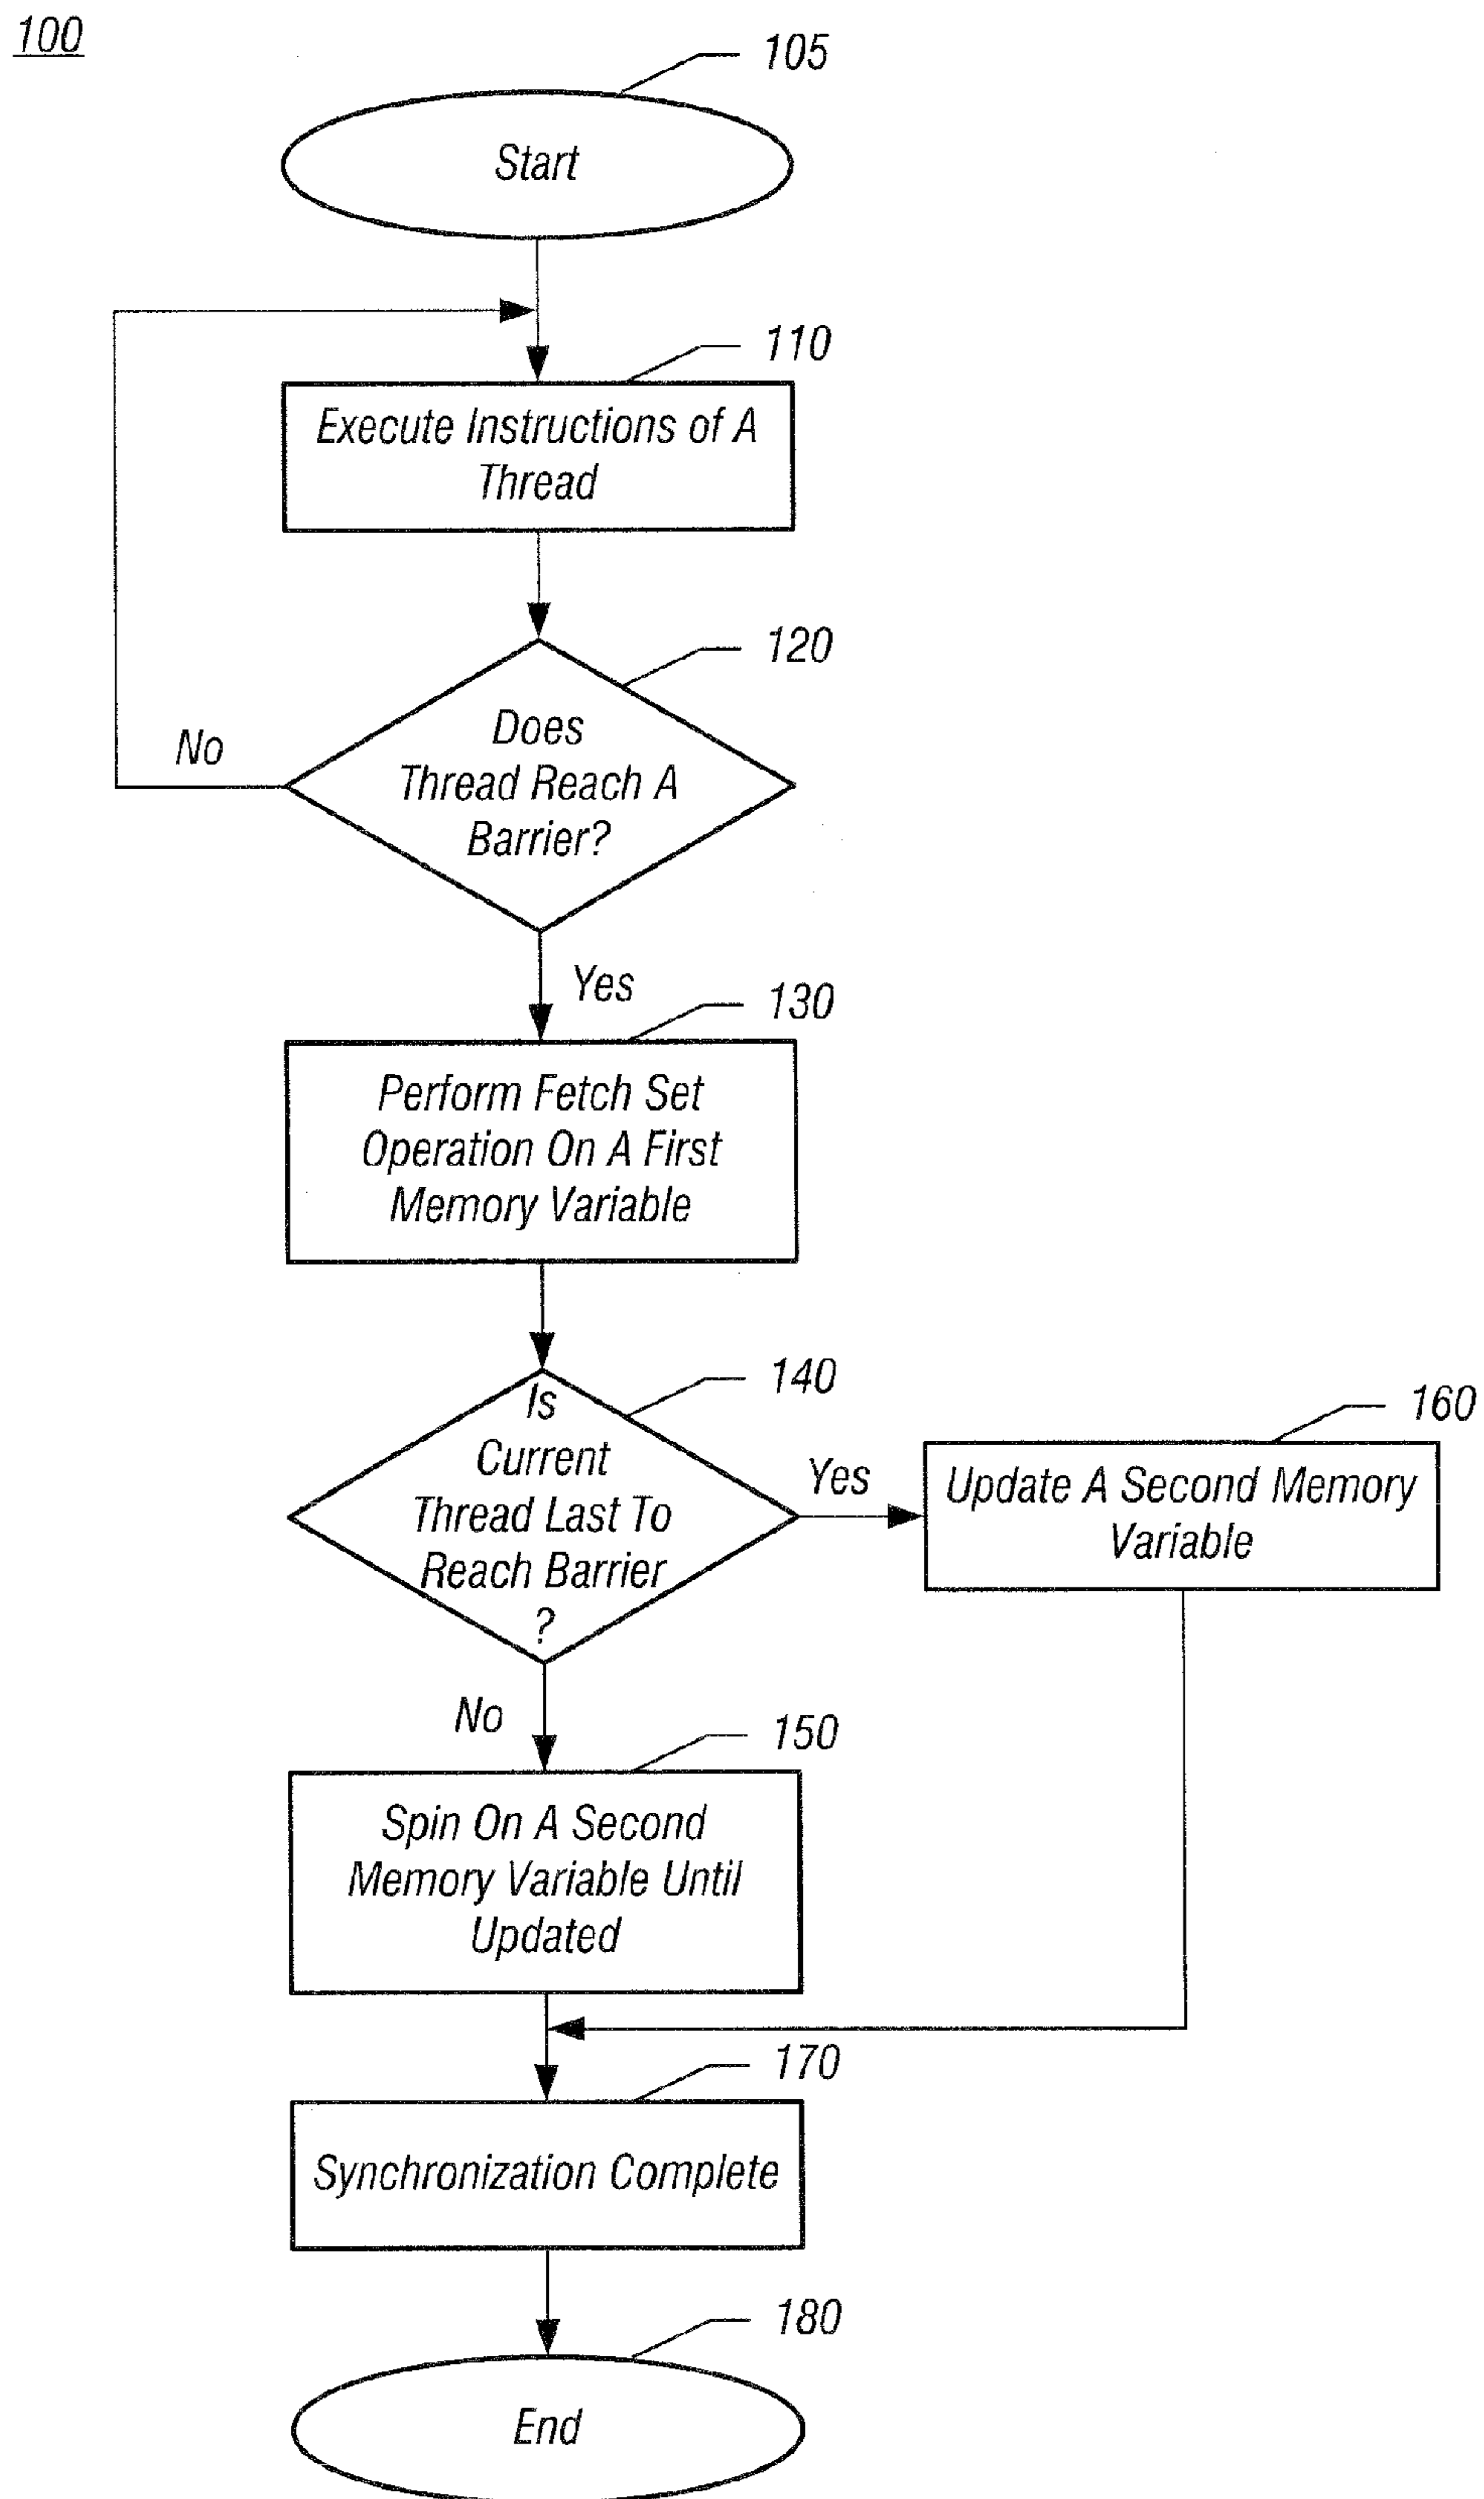 100
105
Start
110
Execute Instructions of A
Thread
120
Does
Thread Reach A
Barrier?
No
Yes
130
Perform Fetch Set
Operation On A First
Memory Variable
140
Is
Current
Thread Last To
Reach Barrier
?
Yes
160
Update A Second Memory
Variable
No
150
Spin On A Second
Memory Variable Until
Updated
170
Synchronization Complete
180
End